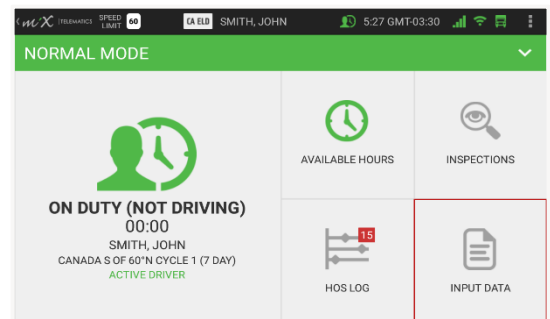 mX TELEMATICS SPEED LIMIT 60 CA ELD SMITH, JOHN 5:27 GMT-03:30
NORMAL MODE
ON DUTY (NOT DRIVING)
00:00
SMITH, JOHN
CANADA S OF 60°N CYCLE 1 (7 DAY)
ACTIVE DRIVER
AVAILABLE HOURS
INSPECTIONS
15
HOS LOG
INPUT DATA